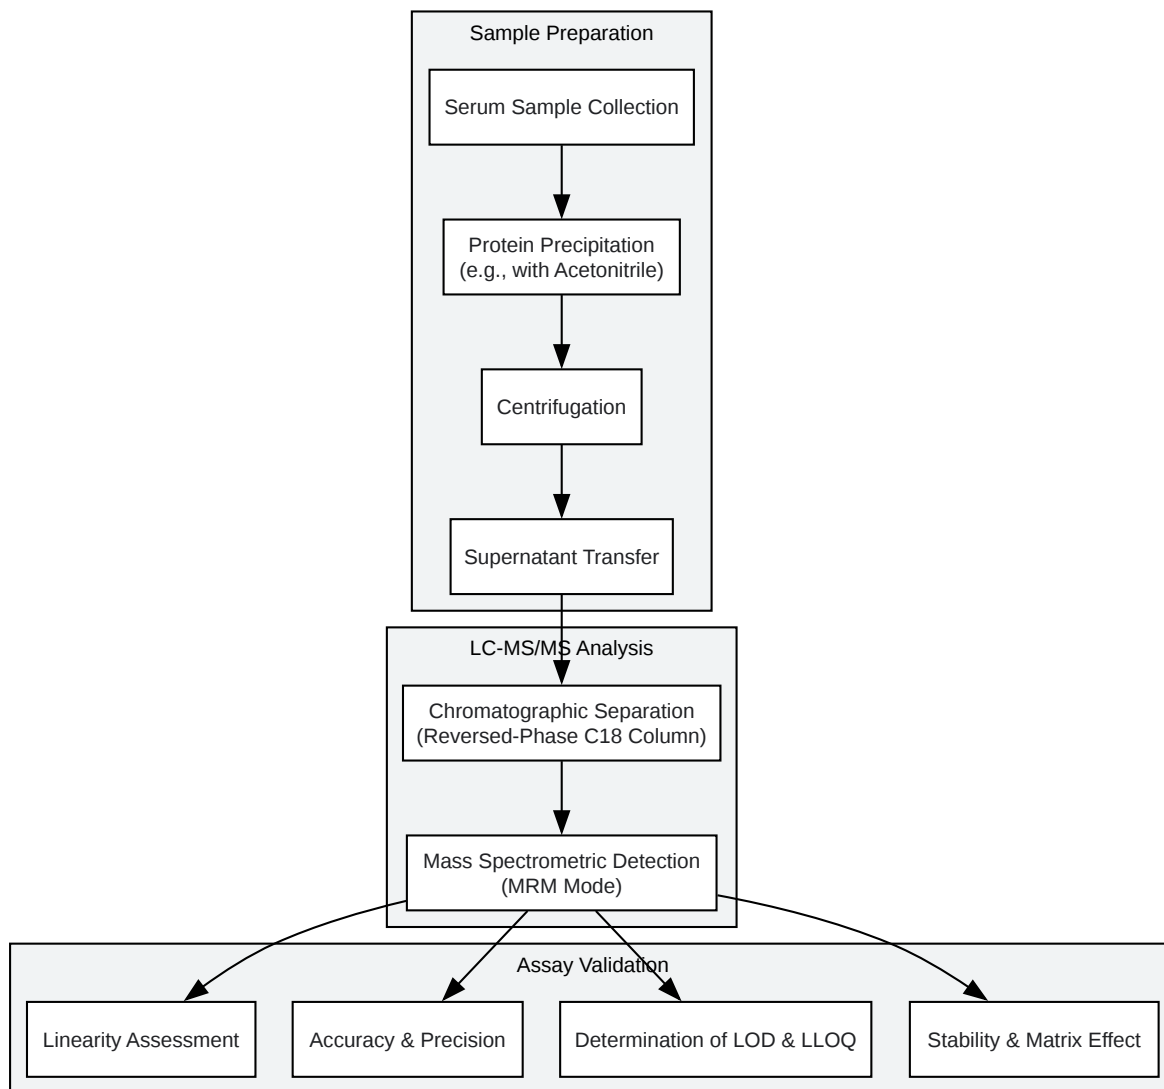 Sample Preparation
Serum Sample Collection
Protein Precipitation
(e.g., with Acetonitrile)
Centrifugation
Supernatant Transfer
LC-MS/MS Analysis
Chromatographic Separation
(Reversed-Phase C18 Column)
Mass Spectrometric Detection
(MRM Mode)
Assay Validation
Linearity Assessment
Accuracy & Precision
Determination of LOD & LLOQ
Stability & Matrix Effect